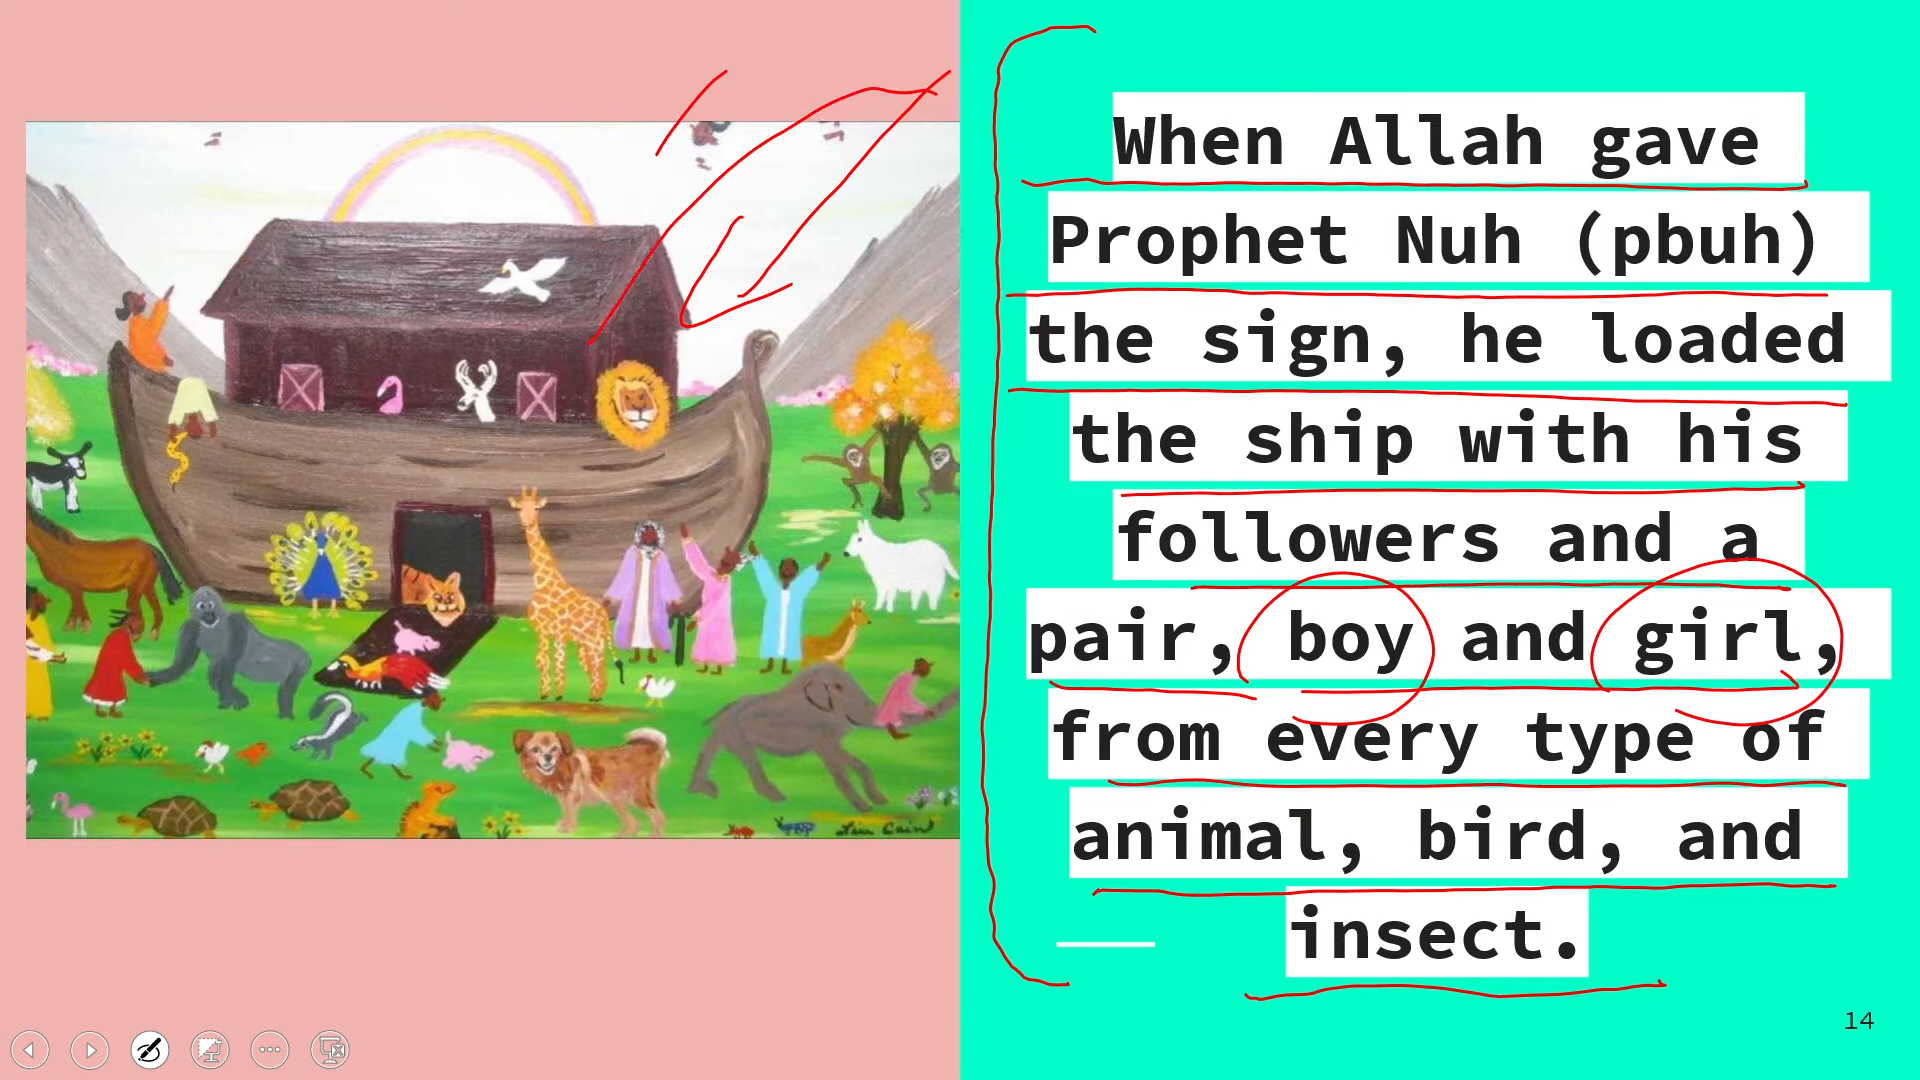 When Allah gave
Prophet Nuh (pbuh)
the sign, he loaded
the ship with his
followers and a
pair, boy and girl,
from every type of
animal, bird, and
insect.
14